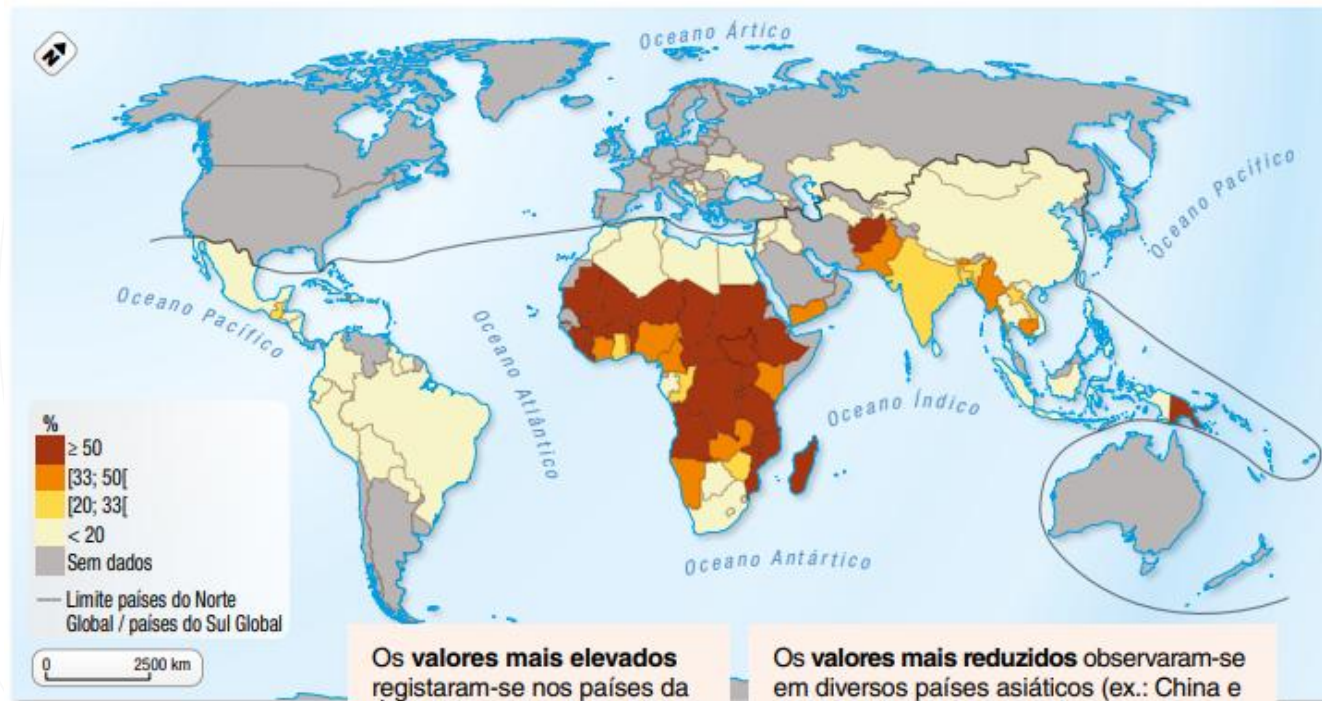 N
Oceano Ártico
Oceano Pacífico
Oceano Pacífico
Oceano Atlântico
Oceano Índico
Oceano Antártico
%
≥ 50
[33; 50[
[20; 33[
< 20
Sem dados
Limite países do Norte
Global / países do Sul Global
0 2500 km
Os valores mais elevados
registaram-se nos países da
Os valores mais reduzidos observaram-se
em diversos países asiáticos (ex.: China e